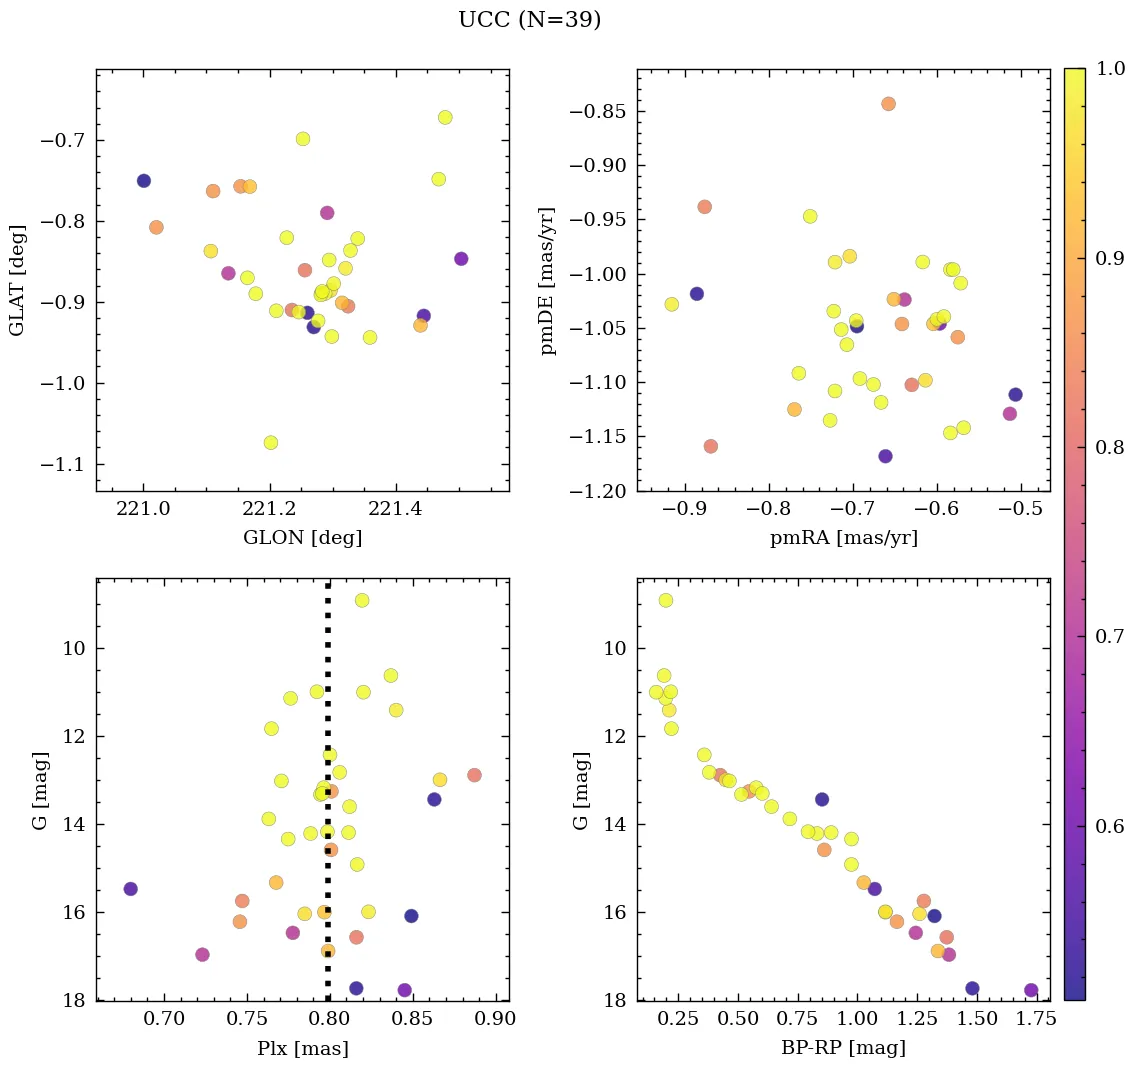 UCC (N=39)
−0.7
−0.8
−0.9
−1.0
−1.1
GLAT [deg]
221.0 221.2 221.4
GLON [deg]
−0.85
−0.90
−0.95
−1.00
−1.05
−1.10
−1.15
−1.20
pmDE [mas/yr]
−0.9 −0.8 −0.7 −0.6 −0.5
pmRA [mas/yr]
10
12
14
16
18
G [mag]
0.70 0.75 0.80 0.85 0.90
Plx [mas]
10
12
14
16
18
G [mag]
0.25 0.50 0.75 1.00 1.25 1.50 1.75
BP-RP [mag]
1.0
0.9
0.8
0.7
0.6